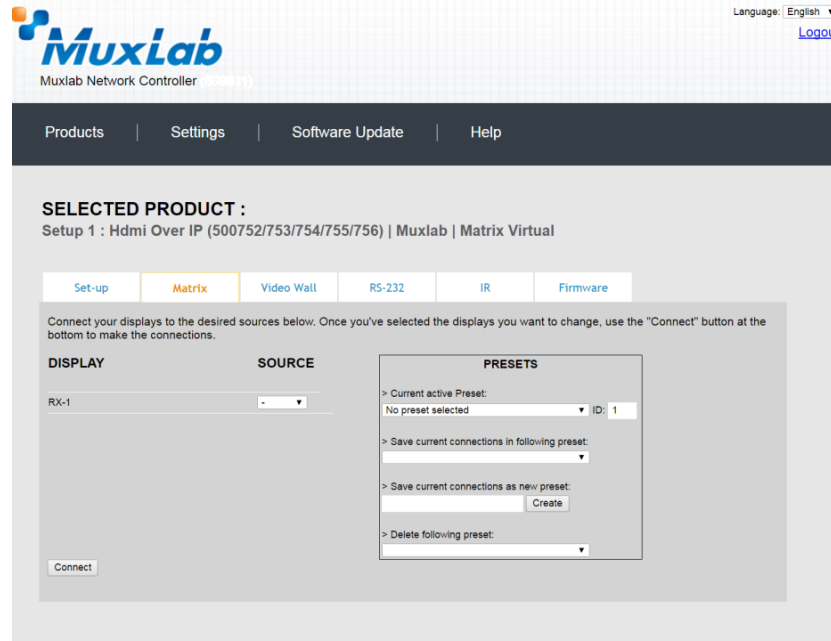 Language: English
MuxLab
Muxlab Network Controller
Products | Settings | Software Update | Help
SELECTED PRODUCT :
Setup 1 : Hdmi Over IP (500752/753/754/755/756) | Muxlab | Matrix Virtual
Set-up Matrix Video Wall RS-232 IR Firmware
Connect your displays to the desired sources below. Once you've selected the displays you want to change, use the "Connect" button at the
bottom to make the connections.
DISPLAY SOURCE
RX-1 -
PRESETS
> Current active Preset:
No preset selected ID: 1
> Save current connections in following preset:
> Save current connections as new preset:
Create
> Delete following preset:
Connect